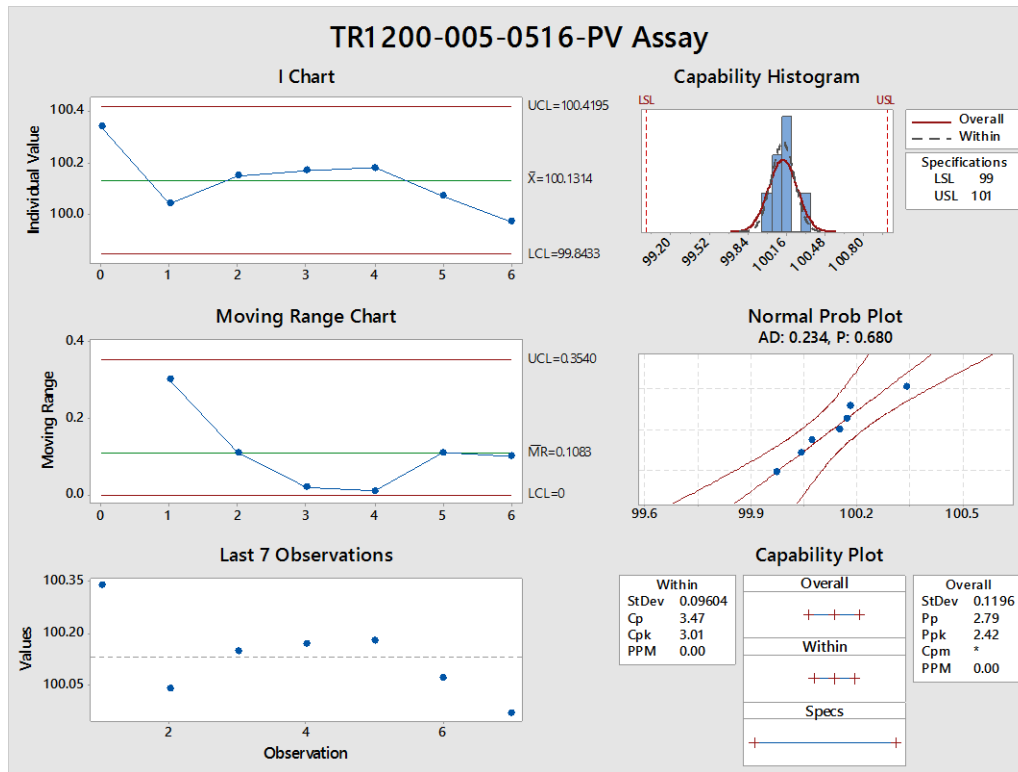 TR1200-005-0516-PV Assay
I Chart
Individual Value
100.4
100.2
100.0
UCL=100.4195
X̄=100.1314
LCL=99.8433
0 1 2 3 4 5 6
Capability Histogram
LSL USL
Overall
Within
Specifications
LSL 99
USL 101
99.20 99.52 99.84 100.16 100.48 100.80
Moving Range Chart
Moving Range
0.4
0.2
0.0
UCL=0.3540
M̅R̅=0.1083
LCL=0
0 1 2 3 4 5 6
Normal Prob Plot
AD: 0.234, P: 0.680
99.6 99.9 100.2 100.5
Last 7 Observations
Values
100.35
100.20
100.05
2 4 6
Observation
Capability Plot
Within
StDev 0.09604
Cp 3.47
Cpk 3.01
PPM 0.00
Overall
Within
Specs
Overall
StDev 0.1196
Pp 2.79
Ppk 2.42
Cpm *
PPM 0.00